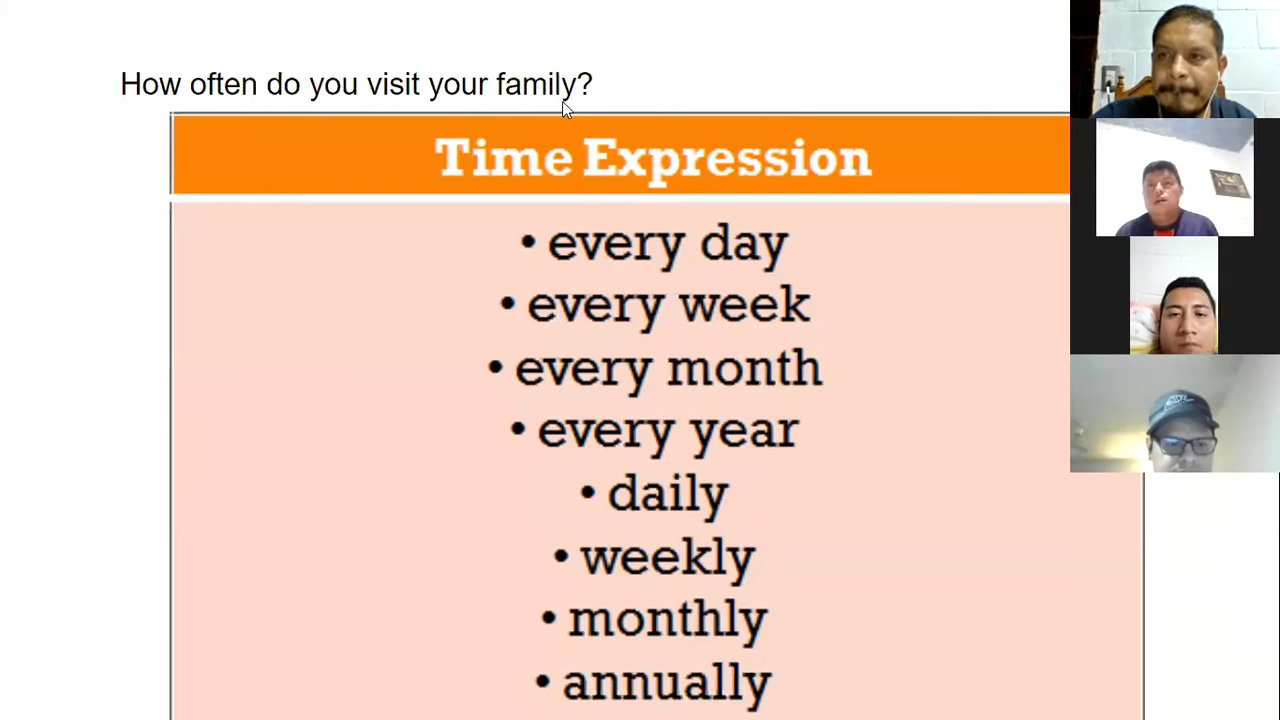 How often do you visit your family?
Time Expression
• every day
• every week
• every month
• every year
• daily
• weekly
• monthly
• annually